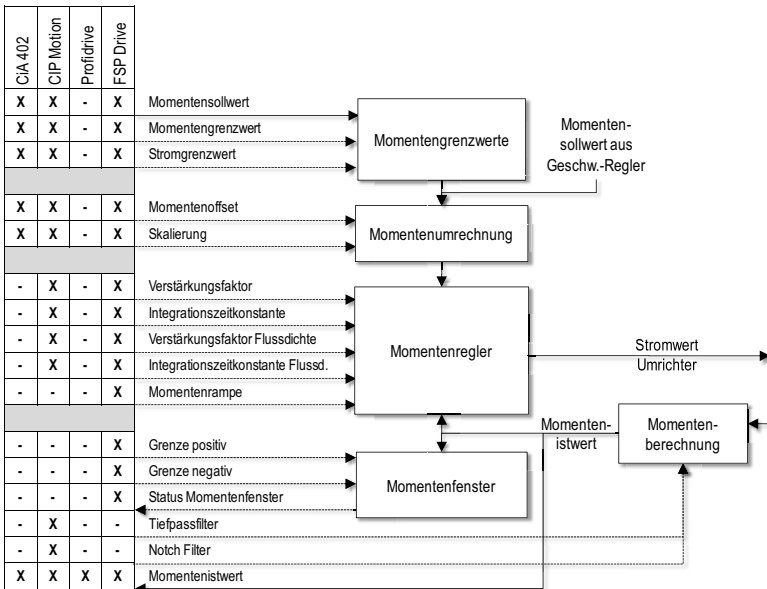 CiA 402 CIP Motion Profidrive FSP Drive
X X - X Momentensollwert
X X - X Momentengrenzwert
X X - X Stromgrenzwert
Momentengrenzwerte
Momenten-
sollwert aus
Geschw.-Regler
X X - X Momentenoffset
X X - X Skalierung
Momentenumrechnung
- X - X Verstärkungsfaktor
- X - X Integrationszeitkonstante
- X - X Verstärkungsfaktor Flussdichte
- X - X Integrationszeitkonstante Flussd.
- - - X Momentenrampe
Momentenregler
Stromwert
Umrichter
- - - X Grenze positiv
- - - X Grenze negativ
- - - X Status Momentenfenster
- X - - Tiefpassfilter
- X - - Notch Filter
X X X X Momentenistwert
Momentenfenster
Momenten-
istwert
Momenten-
berechnung